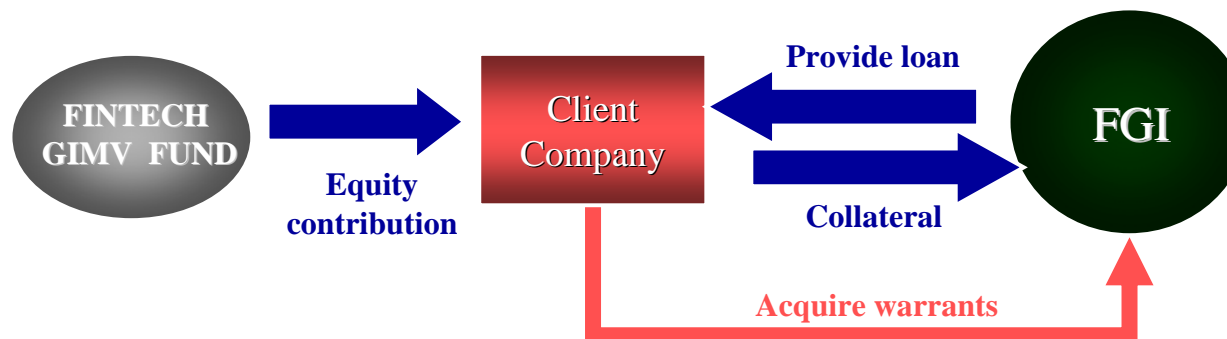 FINTECH
GIMV FUND
Equity
contribution
Client
Company
Provide loan
Collateral
FGI
Acquire warrants